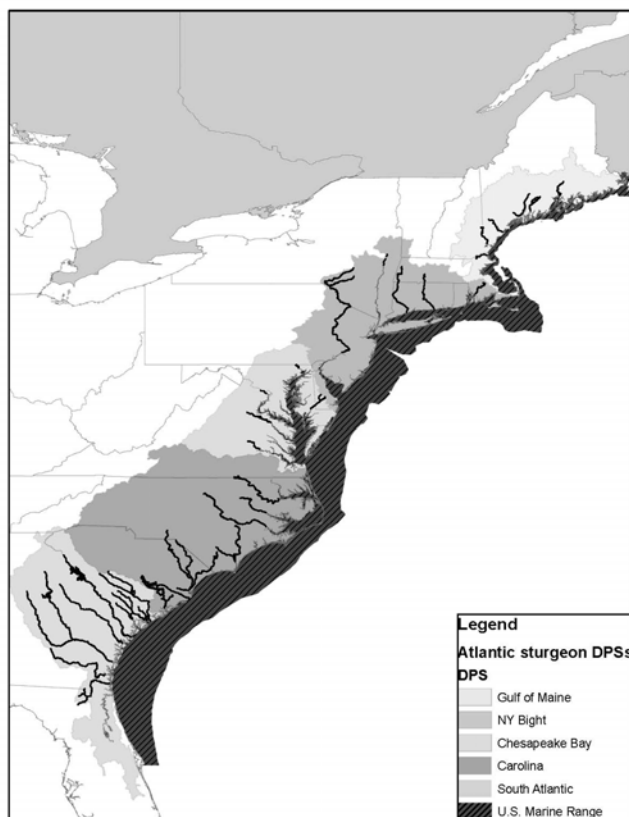 Legend
Atlantic sturgeon DPSs
DPS
Gulf of Maine
NY Bight
Chesapeake Bay
Carolina
South Atlantic
U.S. Marine Range